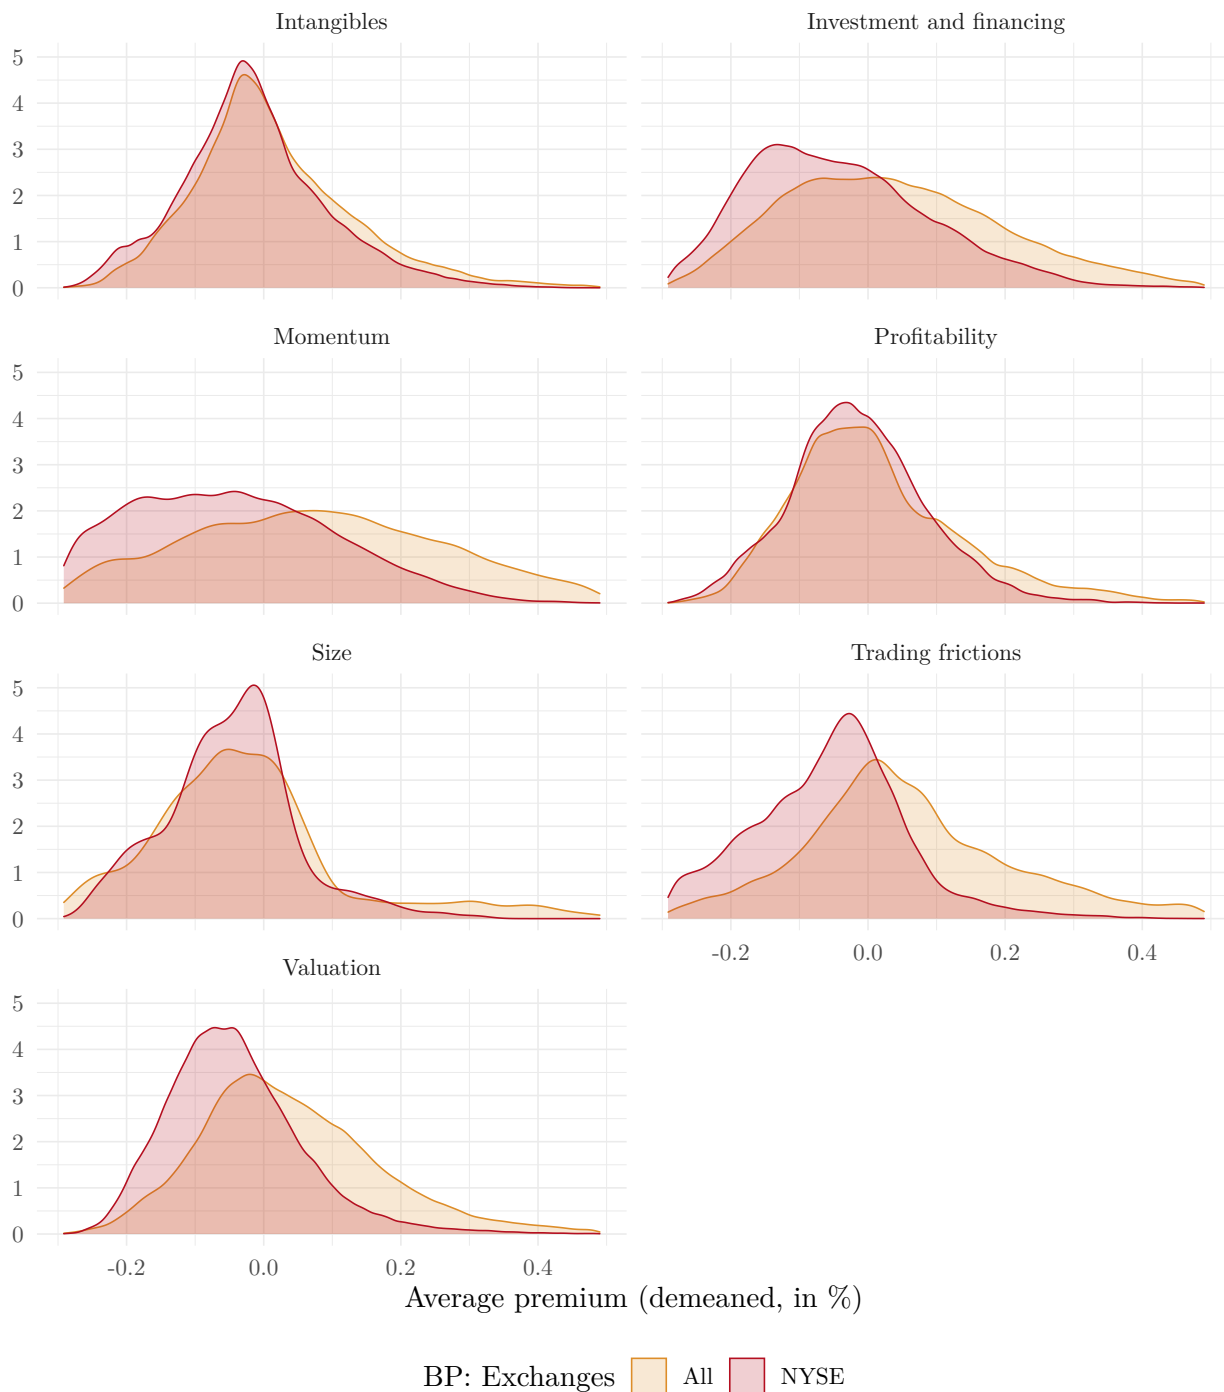 Intangibles
Investment and financing
5
4
3
2
1
0
Momentum
Profitability
5
4
3
2
1
0
Size
Trading frictions
5
4
3
2
1
0
-0.2 0.0 0.2 0.4
Valuation
5
4
3
2
1
0
-0.2 0.0 0.2 0.4
Average premium (demeaned, in %)
BP: Exchanges All NYSE